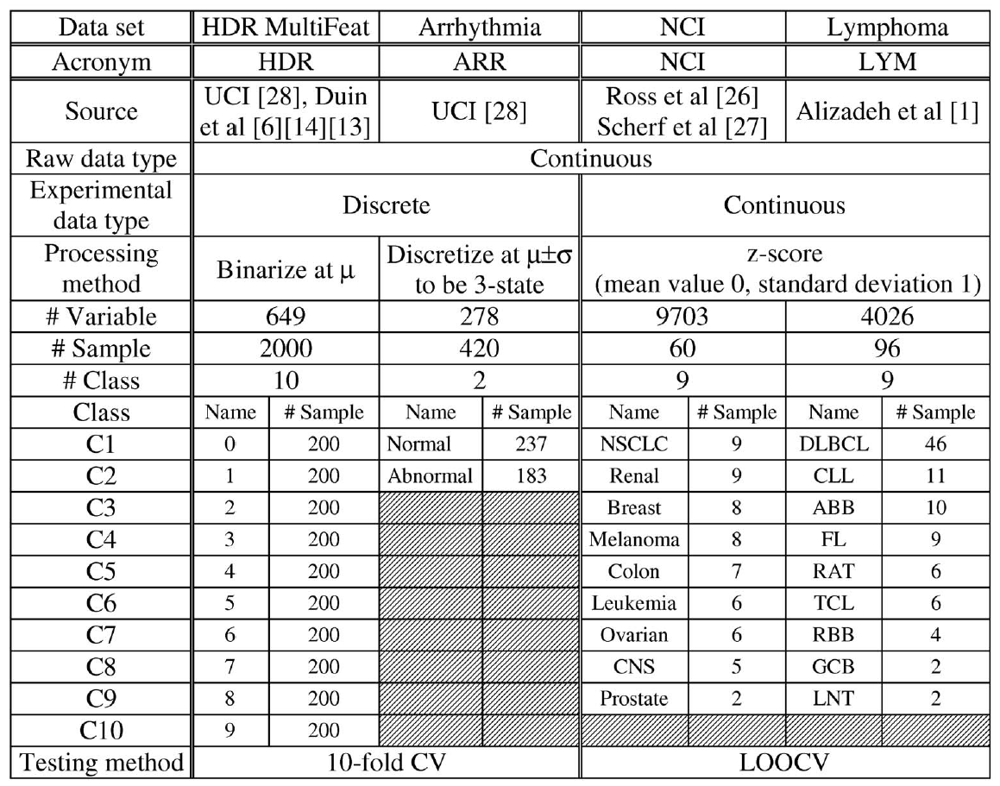 Data set HDR MultiFeat Arrhythmia NCI Lymphoma
Acronym HDR ARR NCI LYM
Source UCI [28], Duin et al [6][14][13] UCI [28] Ross et al [26] Scherf et al [27] Alizadeh et al [1]
Raw data type Continuous
Experimental data type Discrete Continuous
Processing method Binarize at μ Discretize at μ±σ to be 3-state z-score (mean value 0, standard deviation 1)
# Variable 649 278 9703 4026
# Sample 2000 420 60 96
# Class 10 2 9 9
Class Name # Sample Name # Sample Name # Sample Name # Sample
C1 0 200 Normal 237 NSCLC 9 DLBCL 46
C2 1 200 Abnormal 183 Renal 9 CLL 11
C3 2 200 Breast 8 ABB 10
C4 3 200 Melanoma 8 FL 9
C5 4 200 Colon 7 RAT 6
C6 5 200 Leukemia 6 TCL 6
C7 6 200 Ovarian 6 RBB 4
C8 7 200 CNS 5 GCB 2
C9 8 200 Prostate 2 LNT 2
C10 9 200
Testing method 10-fold CV LOOCV